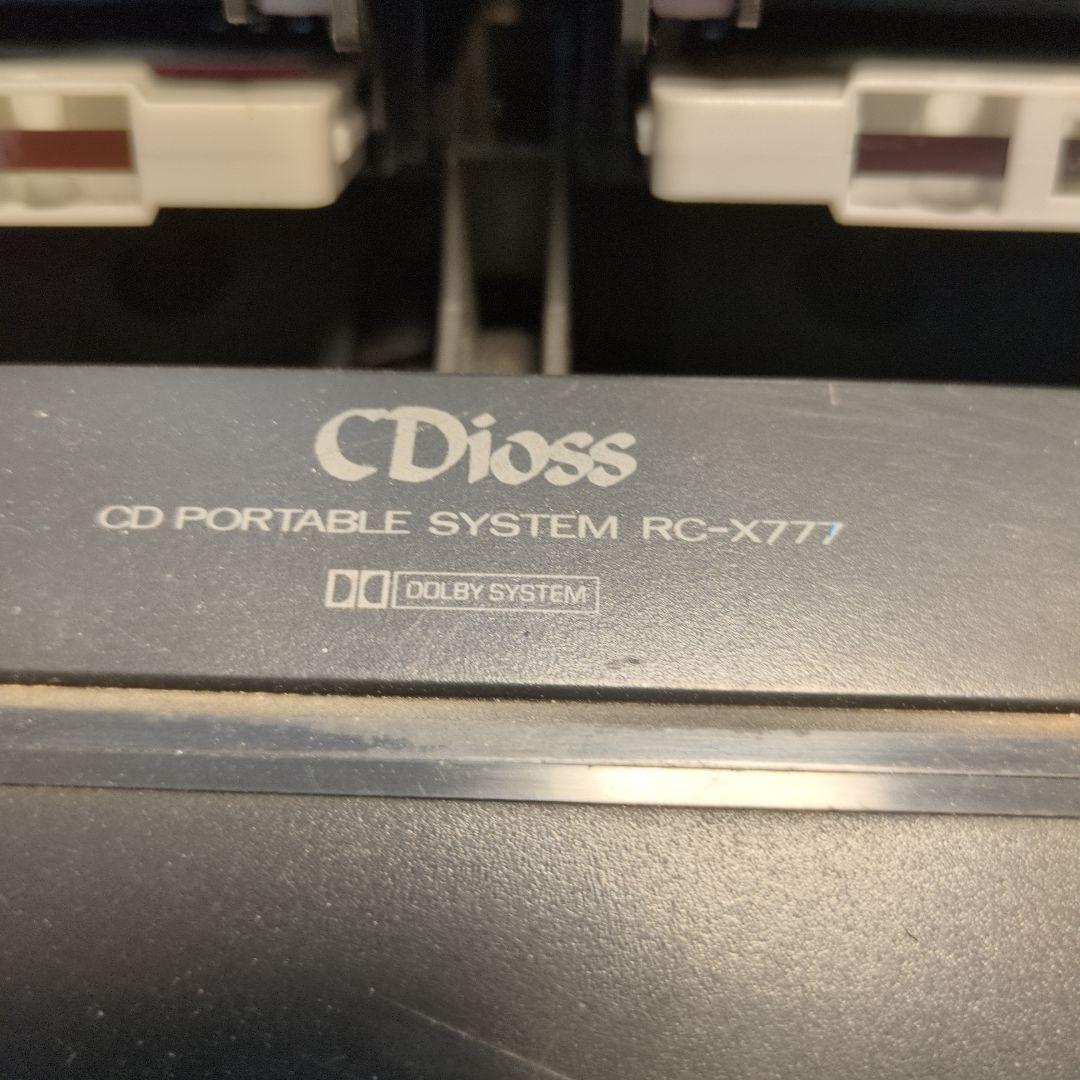 CDioss
CD PORTABLE SYSTEM RC-X777
DOLBY SYSTEM